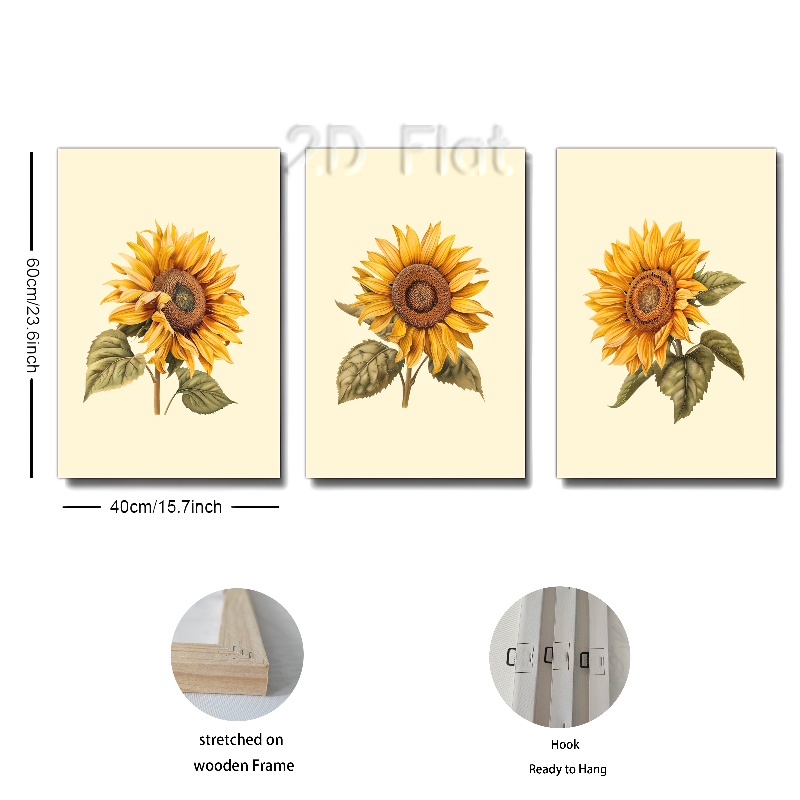 2D Flat
60cm/23.6inch
40cm/15.7inch
stretched on
wooden Frame
Hook
Ready to Hang